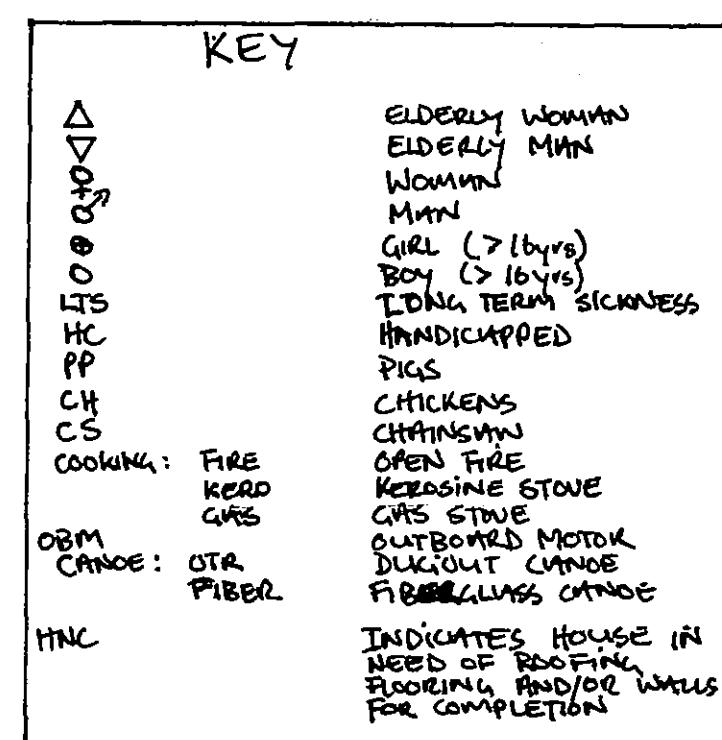 KEY
△ ELDERLY WOMAN
▽ ELDERLY MAN
♀ WOMAN
♂ MAN
⊕ GIRL (>16yrs)
○ BOY (>16yrs)
LTS LONG TERM SICKNESS
HC HANDICAPPED
PP PIGS
CH CHICKENS
CS CHAINSAW
COOKING: FIRE OPEN FIRE
KERO KEROSINE STOVE
GAS GAS STOVE
OBM OUTBOARD MOTOR
CANOE: OTR DUGOUT CANOE
FIBER FIBERGLASS CANOE
HNC INDICATES HOUSE IN
NEED OF ROOFING,
FLOORING AND/OR WALLS
FOR COMPLETION